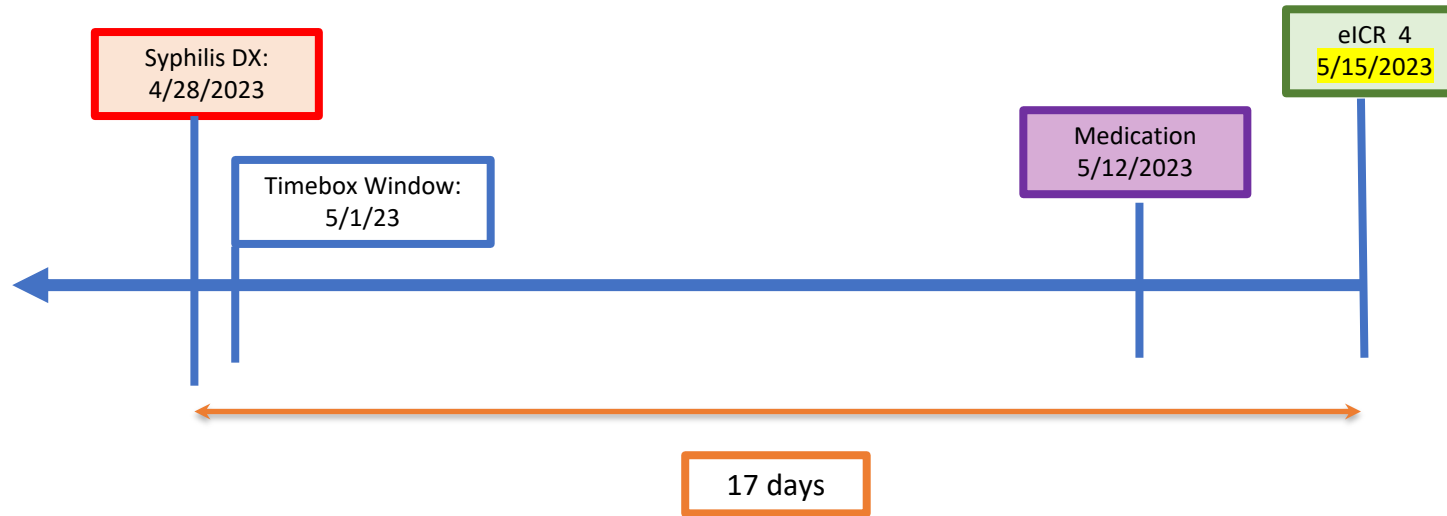 Syphilis DX:
4/28/2023
Timebox Window:
5/1/23
Medication
5/12/2023
eICR 4
5/15/2023
17 days